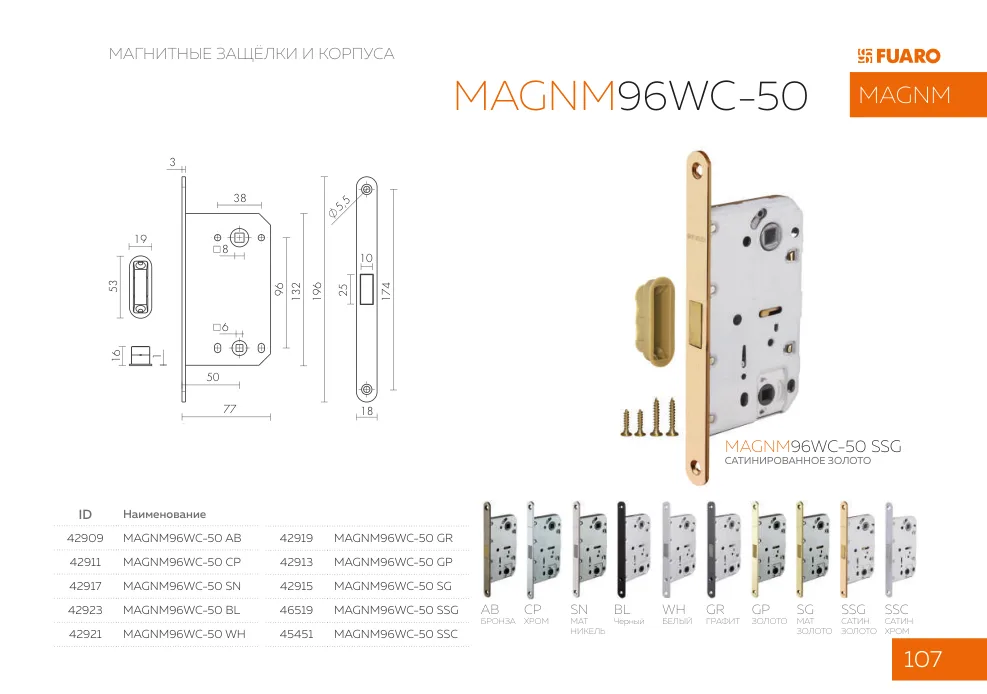 МАГНИТНЫЕ ЗАЩЁЛКИ И КОРПУСА
FUARO
MAGNM96WC-50
MAGNM
3
38
Ø5,5
19
□8
10
53
25
96
132
196
174
□6
16
1
50
77
18
MAGNM96WC-50 SSG
САТИНИРОВАННОЕ ЗОЛОТО
ID Наименование
42909 MAGNM96WC-50 AB 42919 MAGNM96WC-50 GR
42911 MAGNM96WC-50 CP 42913 MAGNM96WC-50 GP
42917 MAGNM96WC-50 SN 42915 MAGNM96WC-50 SG
42923 MAGNM96WC-50 BL 46519 MAGNM96WC-50 SSG
42921 MAGNM96WC-50 WH 45451 MAGNM96WC-50 SSC
AB CP SN BL WH GR GP SG SSG SSC
БРОНЗА ХРОМ МАТ Черный БЕЛЫЙ ГРАФИТ ЗОЛОТО МАТ САТИН САТИН
НИКЕЛЬ ЗОЛОТО ЗОЛОТО ХРОМ
107